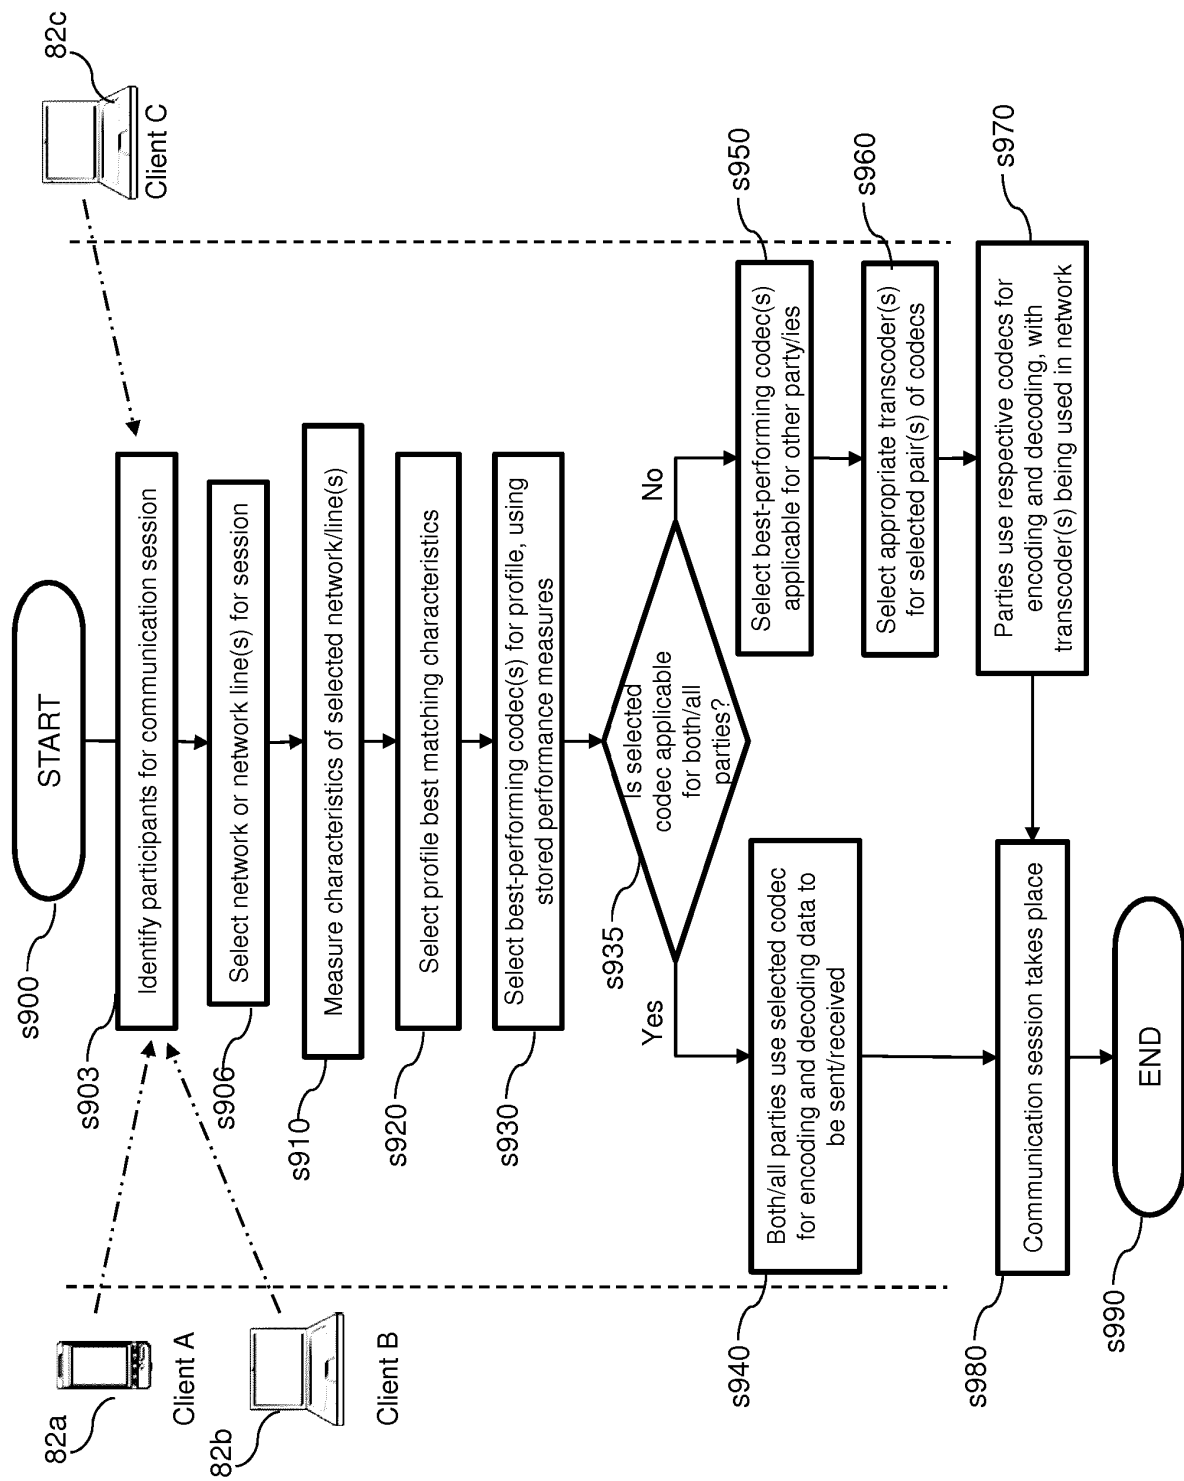 START
s900
82a
Client A
82b
Client B
82c
Client C
s903
Identify participants for communication session
s906
Select network or network line(s) for session
s910
Measure characteristics of selected network/line(s)
s920
Select profile best matching characteristics
s930
Select best-performing codec(s) for profile, using
stored performance measures
s935
Is selected
codec applicable
for both/all
parties?
Yes
No
s940
Both/all parties use selected codec
for encoding and decoding data to
be sent/received
s950
Select best-performing codec(s)
applicable for other party/ies
s960
Select appropriate transcoder(s)
for selected pair(s) of codecs
s970
Parties use respective codecs for
encoding and decoding, with
transcoder(s) being used in network
s980
Communication session takes place
s990
END